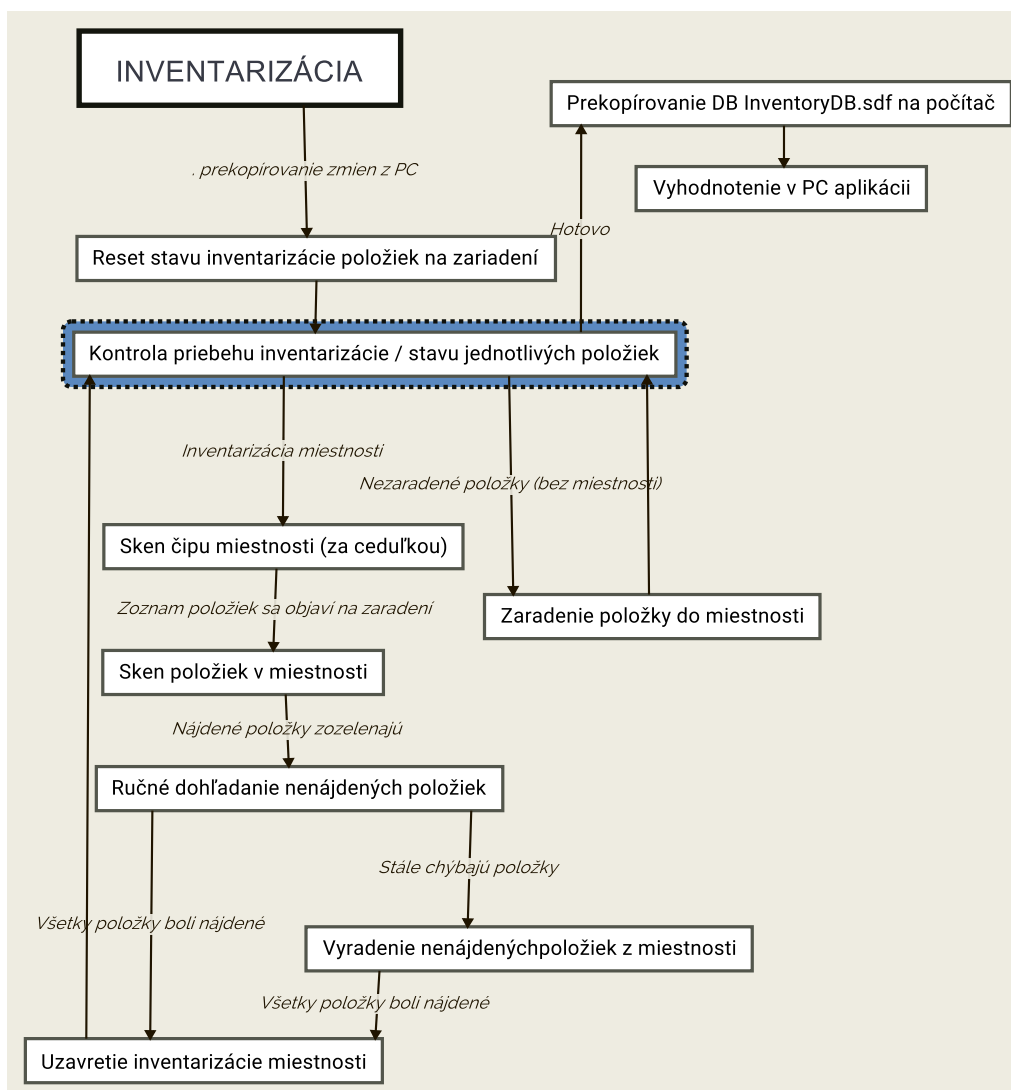 INVENTARIZÁCIA
Prekopírovanie DB InventoryDB.sdf na počítač
. prekopírovanie zmien z PC
Vyhodnotenie v PC aplikácii
Hotovo
Reset stavu inventarizácie položiek na zariadení
Kontrola priebehu inventarizácie / stavu jednotlivých položiek
Inventarizácia miestnosti
Nezaradené položky (bez miestnosti)
Sken čipu miestnosti (za ceduľkou)
Zoznam položiek sa objaví na zaradení
Zaradenie položky do miestnosti
Sken položiek v miestnosti
Nájdené položky zozelenajú
Ručné dohľadanie nenájdených položiek
Stále chýbajú položky
Všetky položky boli nájdené
Vyradenie nenájdenýchpoložiek z miestnosti
Všetky položky boli nájdené
Uzavretie inventarizácie miestnosti